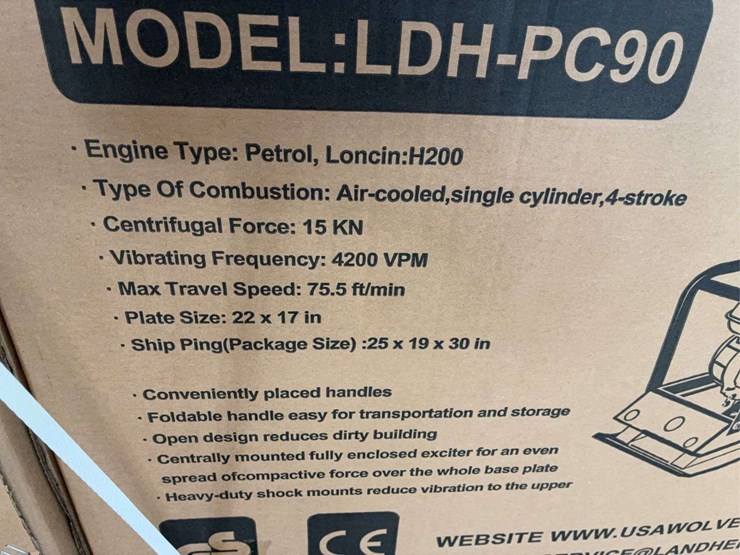 MODEL:LDH-PC90
· Engine Type: Petrol, Loncin:H200
· Type Of Combustion: Air-cooled,single cylinder,4-stroke
· Centrifugal Force: 15 KN
· Vibrating Frequency: 4200 VPM
· Max Travel Speed: 75.5 ft/min
· Plate Size: 22 x 17 in
· Ship Ping(Package Size) :25 x 19 x 30 in
· Conveniently placed handles
· Foldable handle easy for transportation and storage
· Open design reduces dirty building
· Centrally mounted fully enclosed exciter for an even
spread ofcompactive force over the whole base plate
· Heavy-duty shock mounts reduce vibration to the upper
GS CE
WEBSITE WWW.USAWOLVE